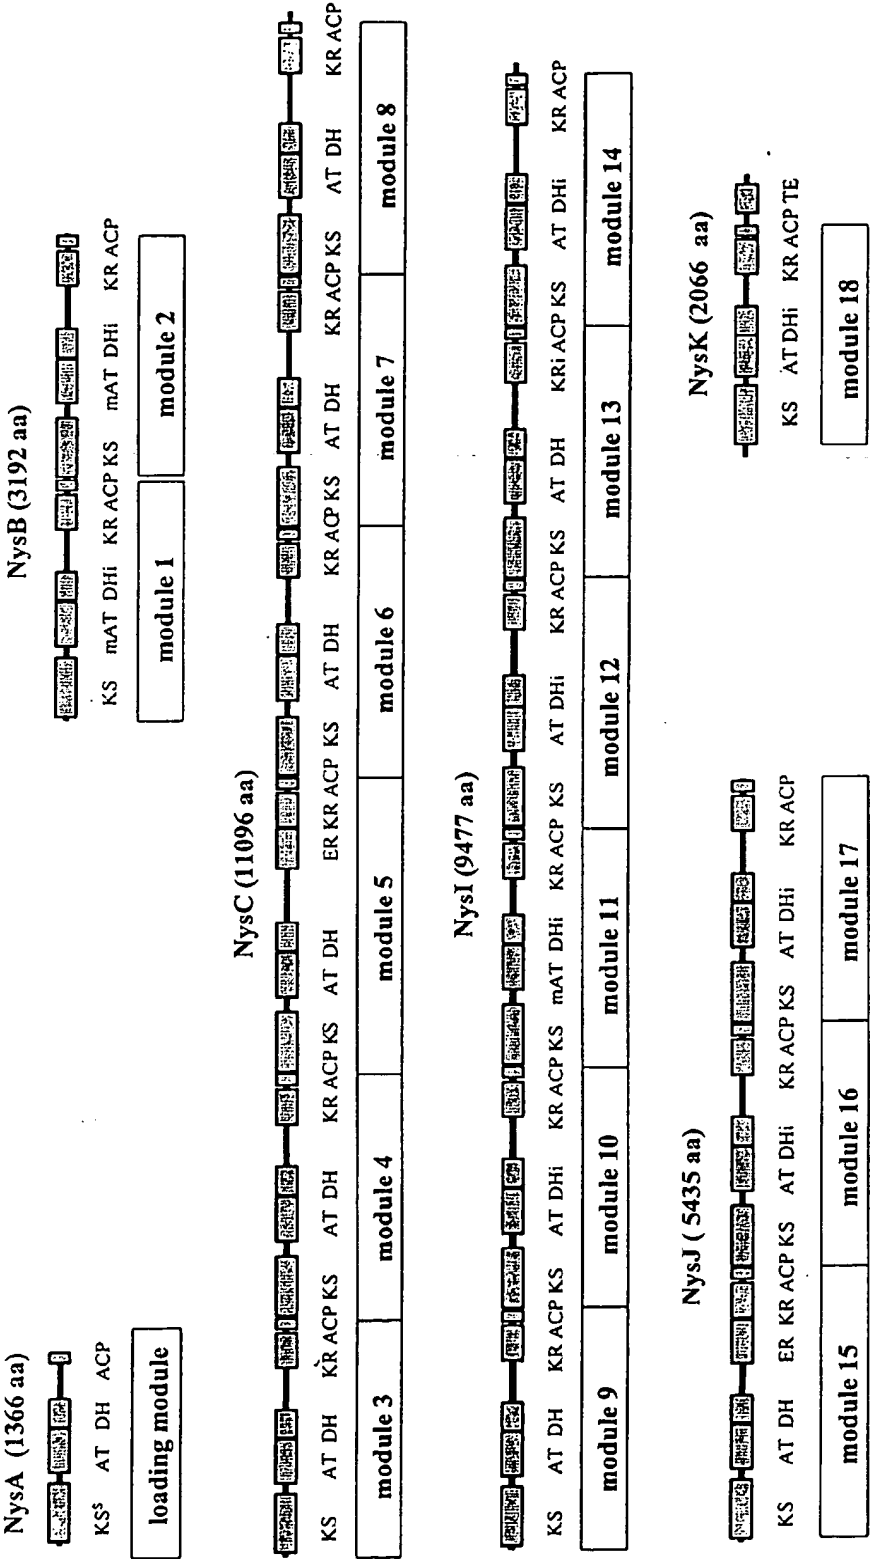 NysA (1366 aa)
KSˢ AT DH ACP
loading module
NysB (3192 aa)
KS mAT DHi KR ACP KS mAT DHi KR ACP
module 1 module 2
NysC (11096 aa)
KS AT DH KR ACP KS AT DH KR ACP KS AT DH ER KR ACP KS AT DH KR ACP KS AT DH KR ACP KS AT DH KR ACP
module 3 module 4 module 5 module 6 module 7 module 8
NysI (9477 aa)
KS AT DH KR ACP KS AT DHi KR ACP KS mAT DHi KR ACP KS AT DHi KR ACP KS AT DH KRi ACP KS AT DHi KR ACP
module 9 module 10 module 11 module 12 module 13 module 14
NysJ ( 5435 aa)
KS AT DH ER KR ACP KS AT DHi KR ACP KS AT DHi KR ACP
module 15 module 16 module 17
NysK (2066 aa)
KS AT DHi KR ACP TE
module 18